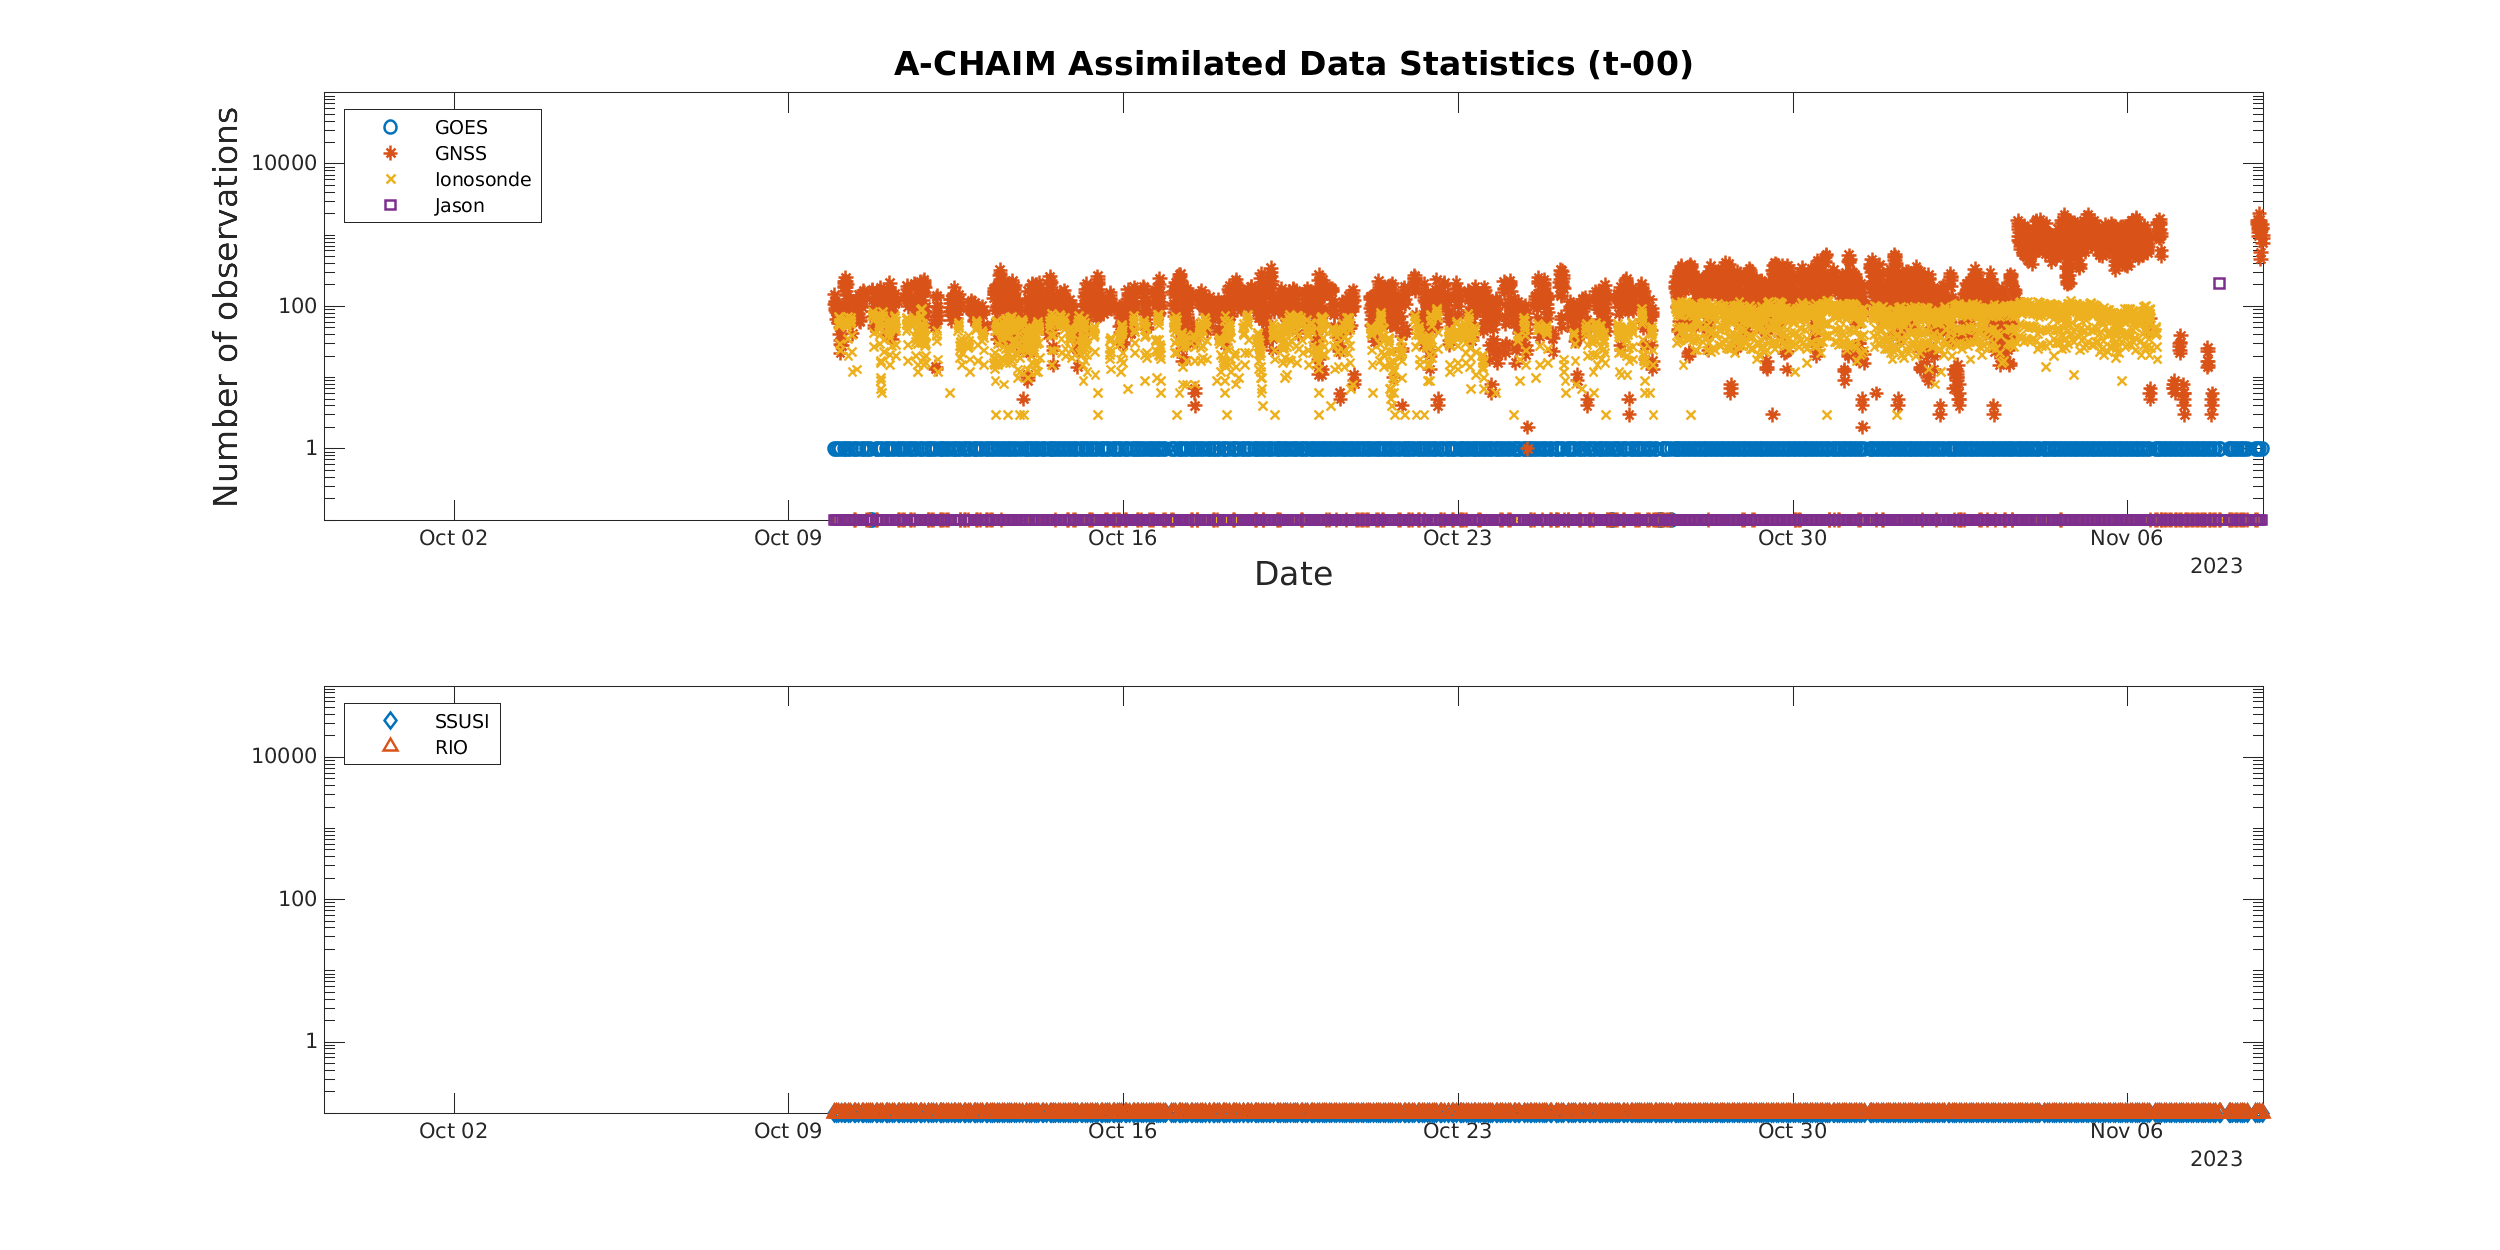 A-CHAIM Assimilated Data Statistics (t-00)
Number of observations
GOES
GNSS
Ionosonde
Jason
10000
100
1
Oct 02 Oct 09 Oct 16 Oct 23 Oct 30 Nov 06
2023
Date
SSUSI
RIO
10000
100
1
Oct 02 Oct 09 Oct 16 Oct 23 Oct 30 Nov 06
2023